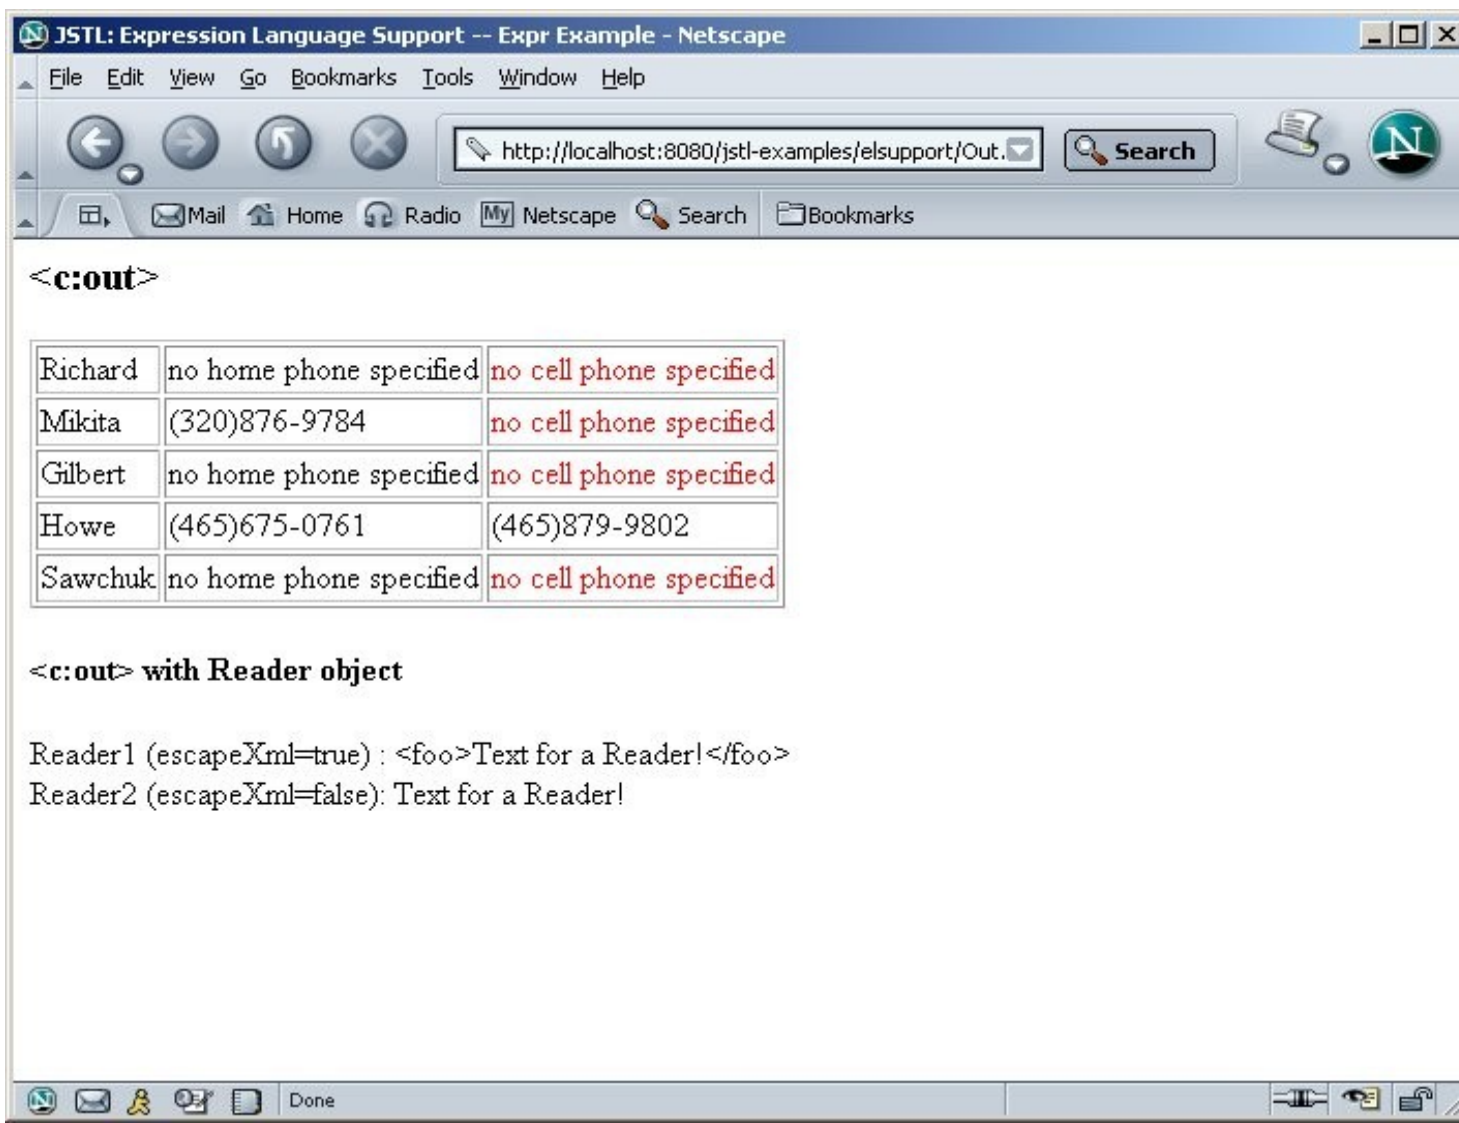 JSTL: Expression Language Support -- Expr Example - Netscape
File Edit View Go Bookmarks Tools Window Help
http://localhost:8080/jstl-examples/elsupport/Out. Search N
Mail Home Radio My Netscape Search Bookmarks
<c:out>
Richard no home phone specified no cell phone specified
Mikita (320)876-9784 no cell phone specified
Gilbert no home phone specified no cell phone specified
Howe (465)675-0761 (465)879-9802
Sawchuk no home phone specified no cell phone specified
<c:out> with Reader object
Reader1 (escapeXml=true) : <foo>Text for a Reader!</foo>
Reader2 (escapeXml=false): Text for a Reader!
Done